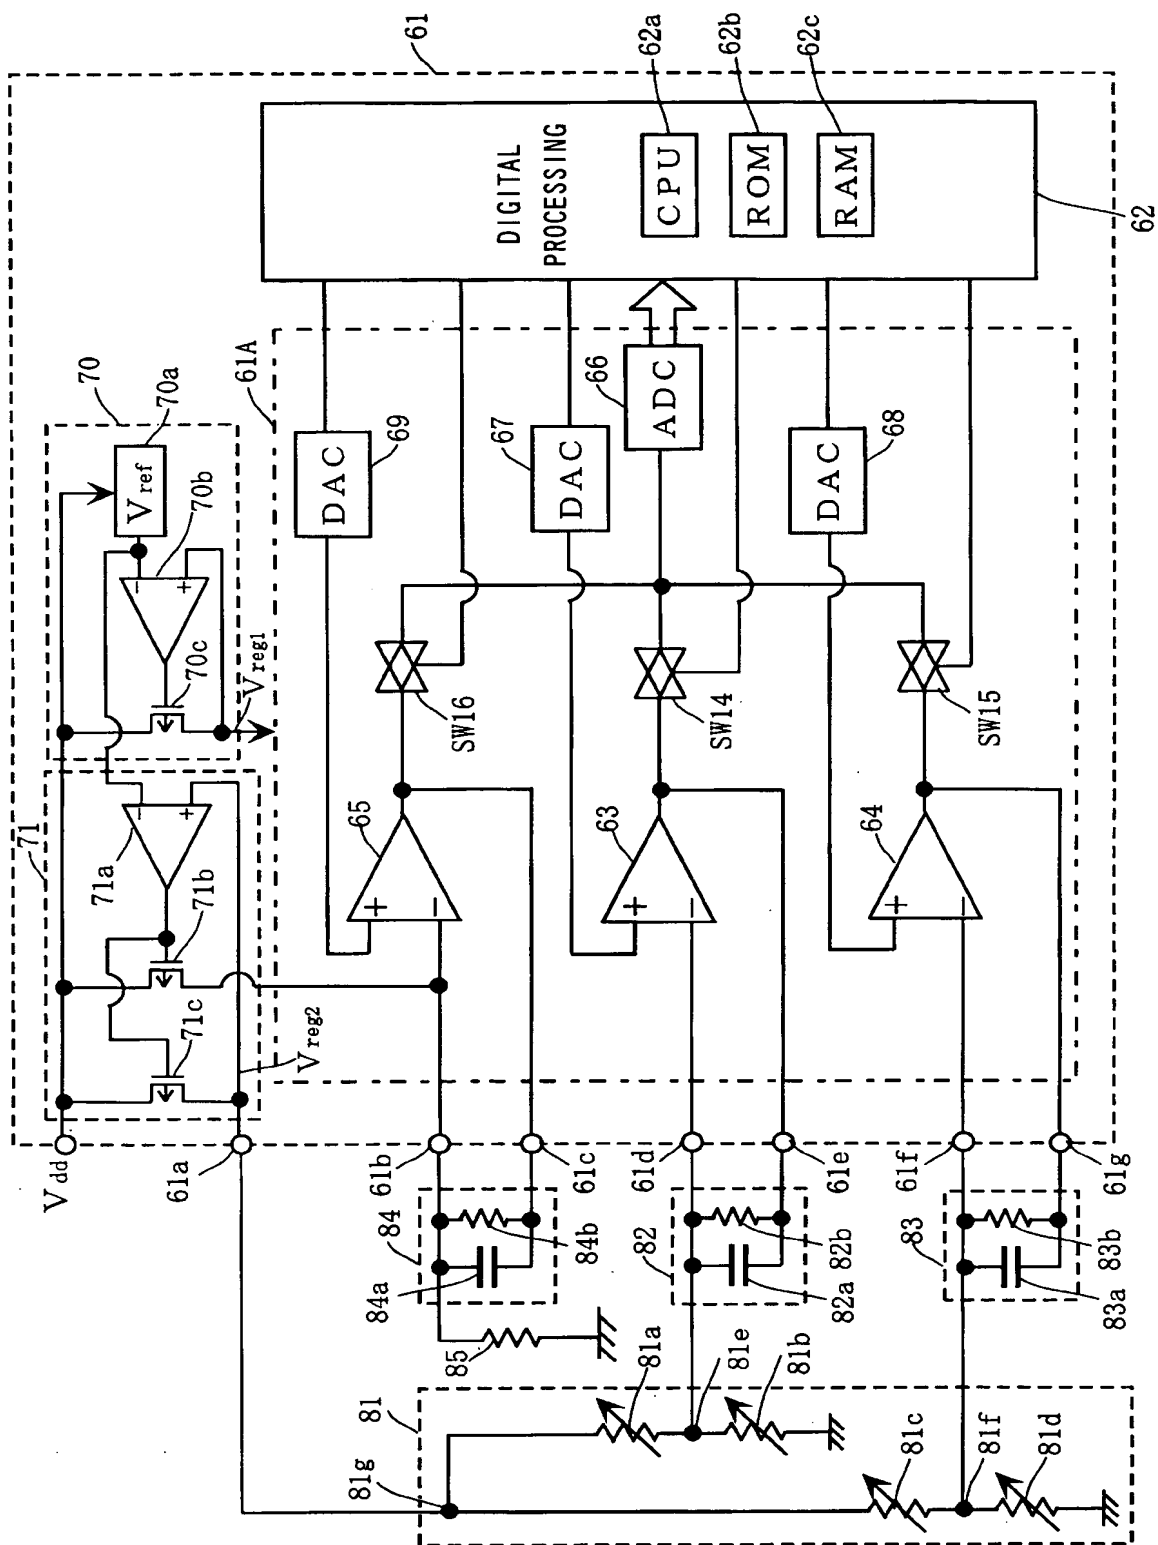 61
70
70a
Vref
70b
−
+
70c
Vreg1
71
−
+
71a
71b
71c
Vreg2
Vdd
61a
61A
DIGITAL
PROCESSING
CPU
62a
ROM
62b
RAM
62c
62
DAC
69
DAC
67
ADC
66
DAC
68
SW16
SW14
SW15
65
+
−
63
+
−
64
+
−
61b
61c
61d
61e
61f
61g
84
84a
84b
85
82
82a
82b
83
83a
83b
81
81g
81a
81e
81b
81c
81f
81d